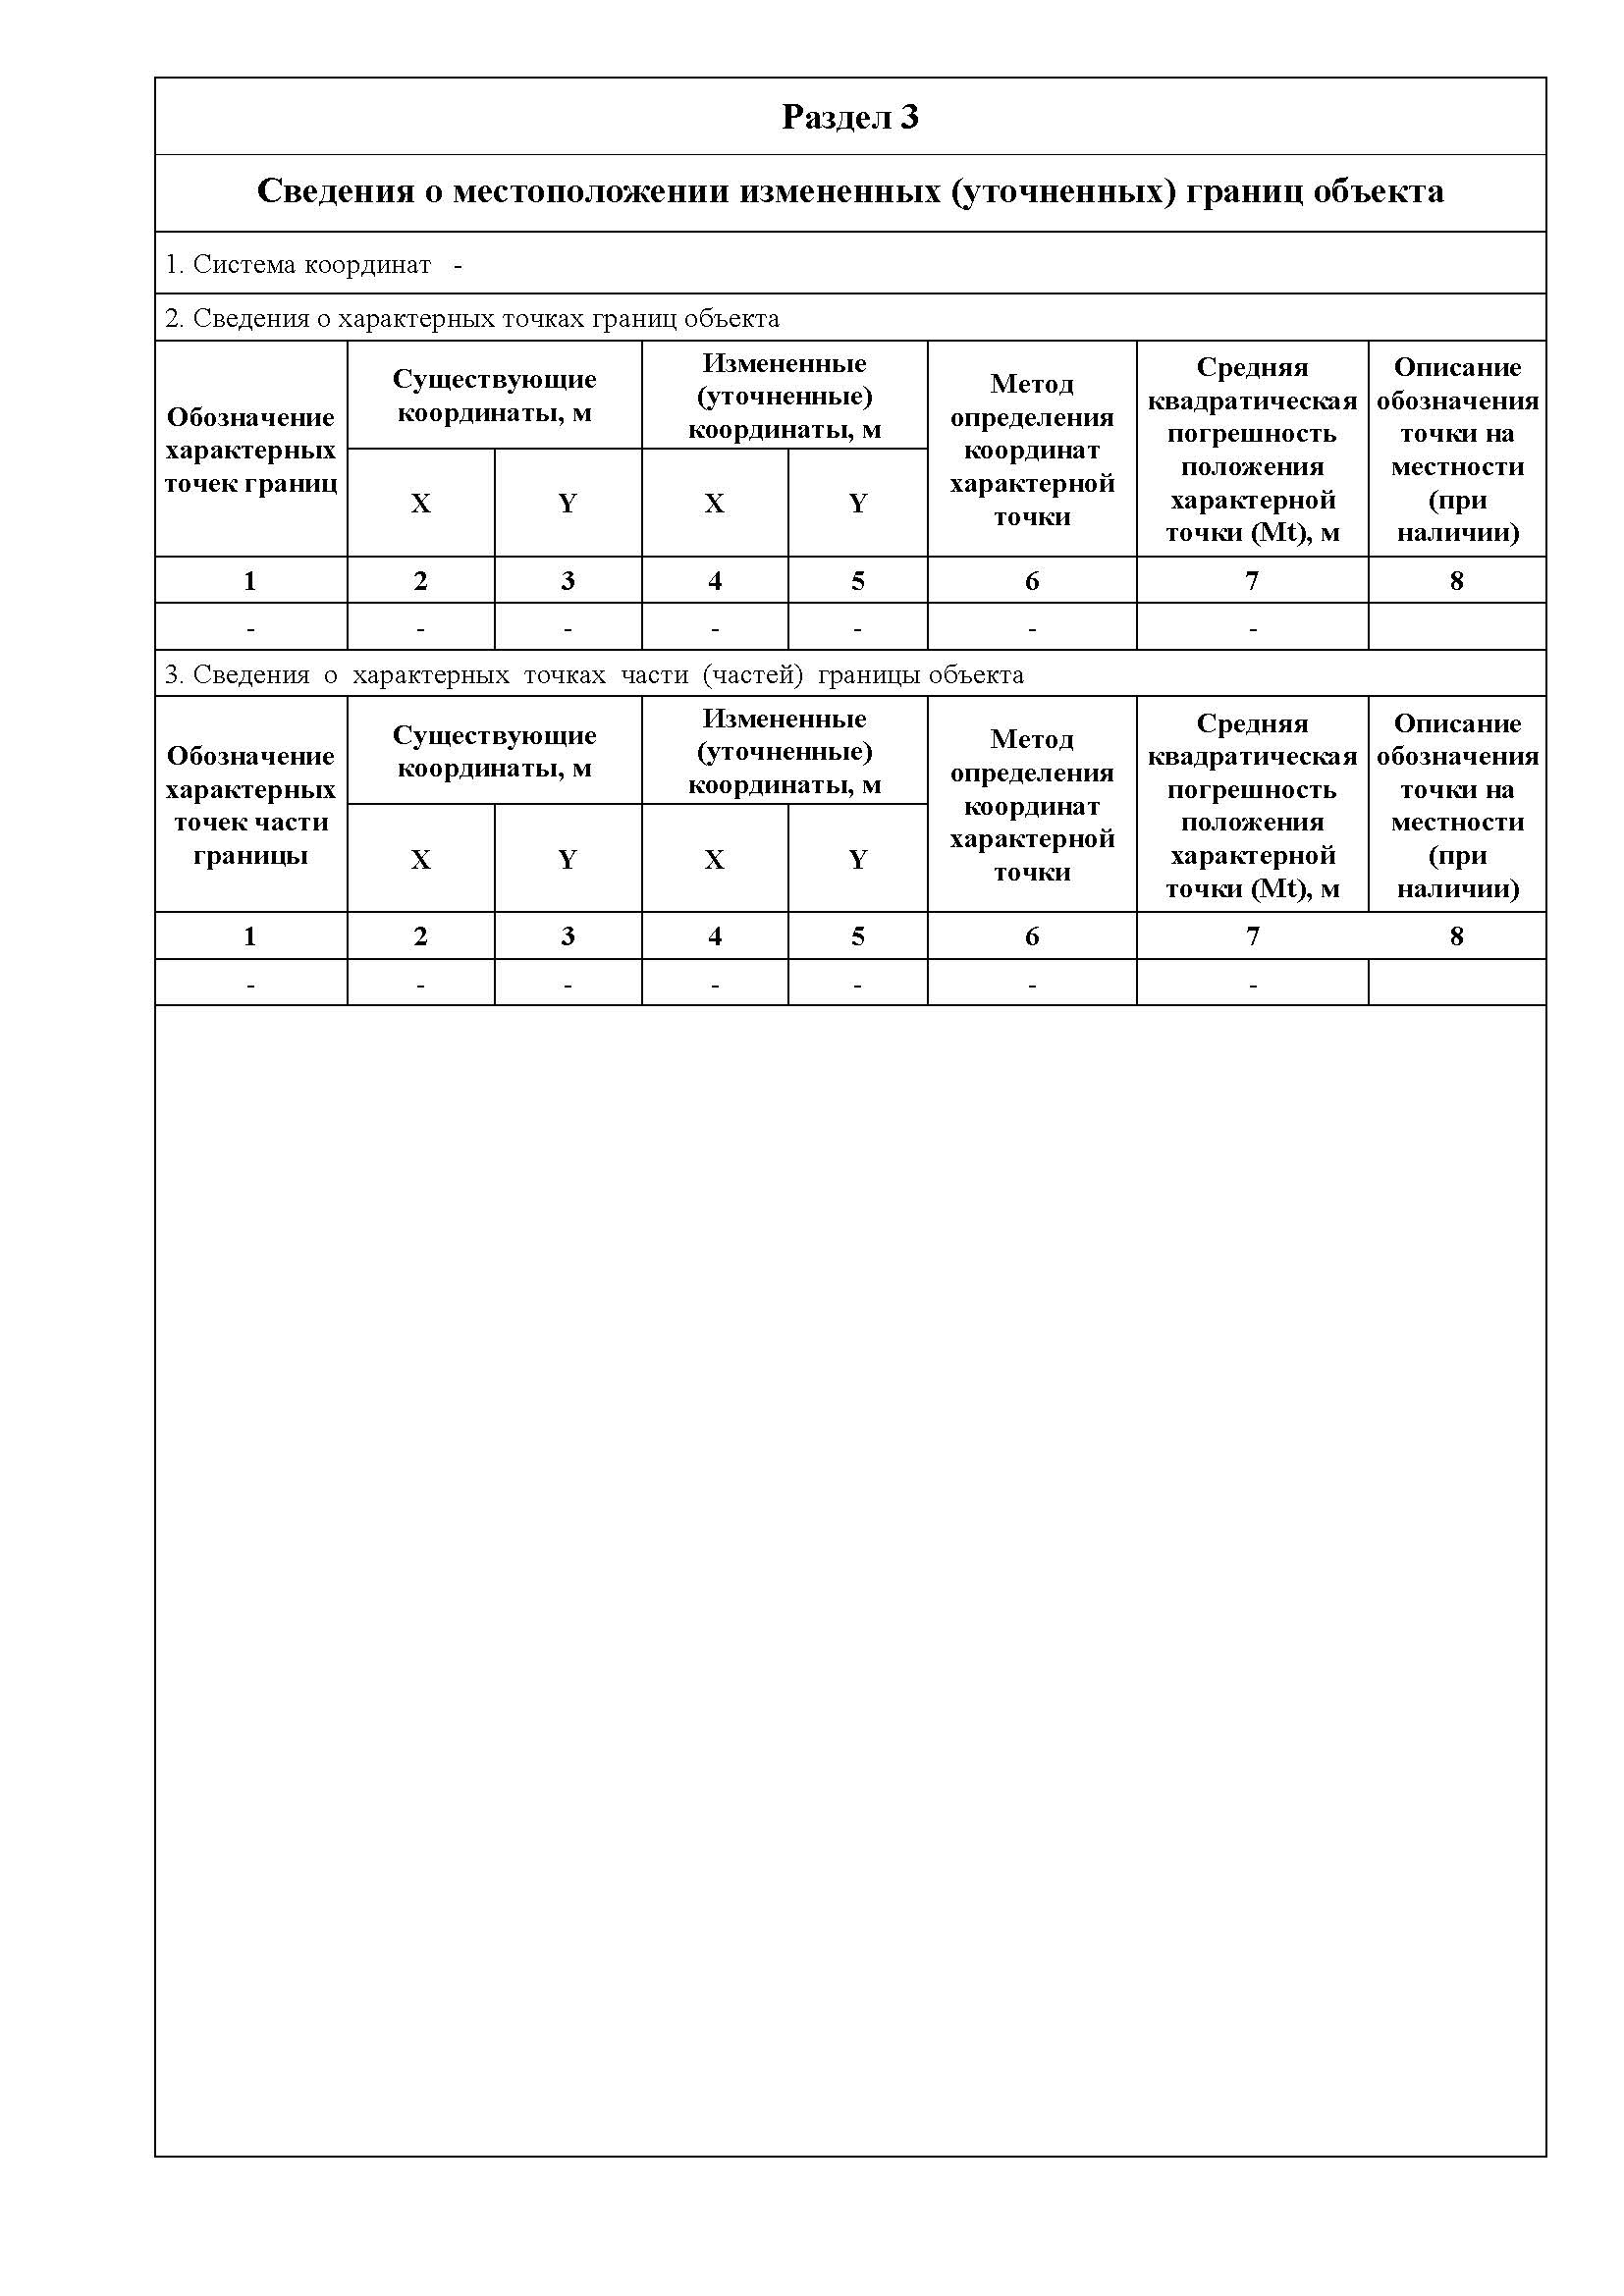 Раздел 3
Сведения о местоположении измененных (уточненных) границ объекта
1. Система координат -
2. Сведения о характерных точках границ объекта
Обозначение
характерных
точек границ
Существующие
координаты, м
Измененные
(уточненные)
координаты, м
Метод
определения
координат
характерной
точки
Средняя
квадратическая
погрешность
положения
характерной
точки (Mt), м
Описание
обозначения
точки на
местности
(при
наличии)
X Y X Y
1 2 3 4 5 6 7 8
- - - - - - -
3. Сведения о характерных точках части (частей) границы объекта
Обозначение
характерных
точек части
границы
Существующие
координаты, м
Измененные
(уточненные)
координаты, м
Метод
определения
координат
характерной
точки
Средняя
квадратическая
погрешность
положения
характерной
точки (Mt), м
Описание
обозначения
точки на
местности
(при
наличии)
X Y X Y
1 2 3 4 5 6 7 8
- - - - - - -